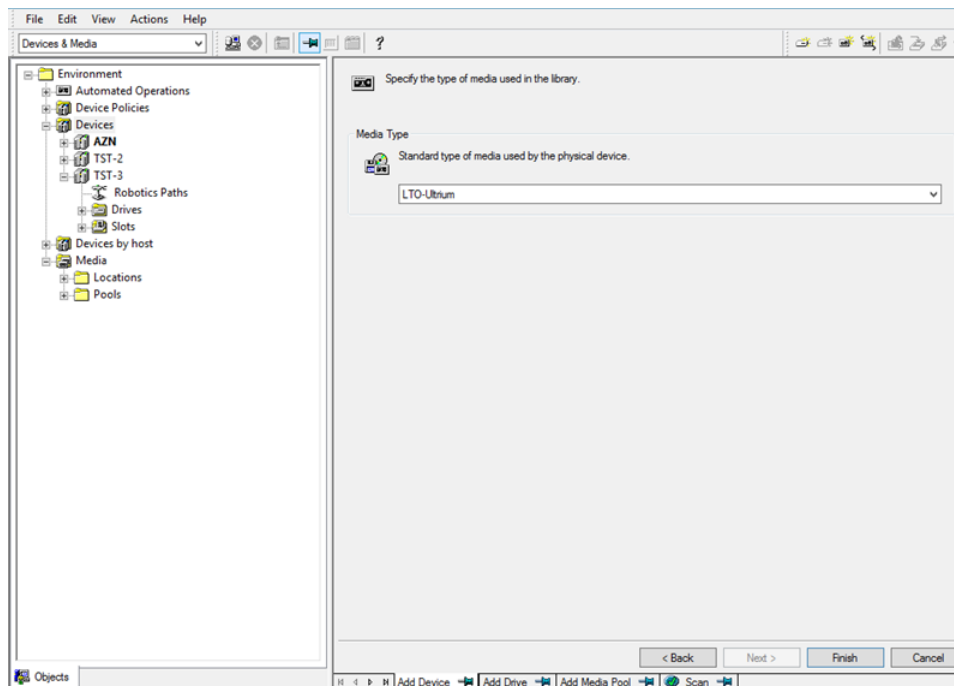 File Edit View Actions Help
Devices & Media
?
Environment
Automated Operations
Device Policies
Devices
AZN
TST-2
TST-3
Robotics Paths
Drives
Slots
Devices by host
Media
Locations
Pools
Objects
Specify the type of media used in the library.
Media Type
Standard type of media used by the physical device.
LTO-Ultrium
< Back Next > Finish Cancel
Add Device Add Drive Add Media Pool Scan